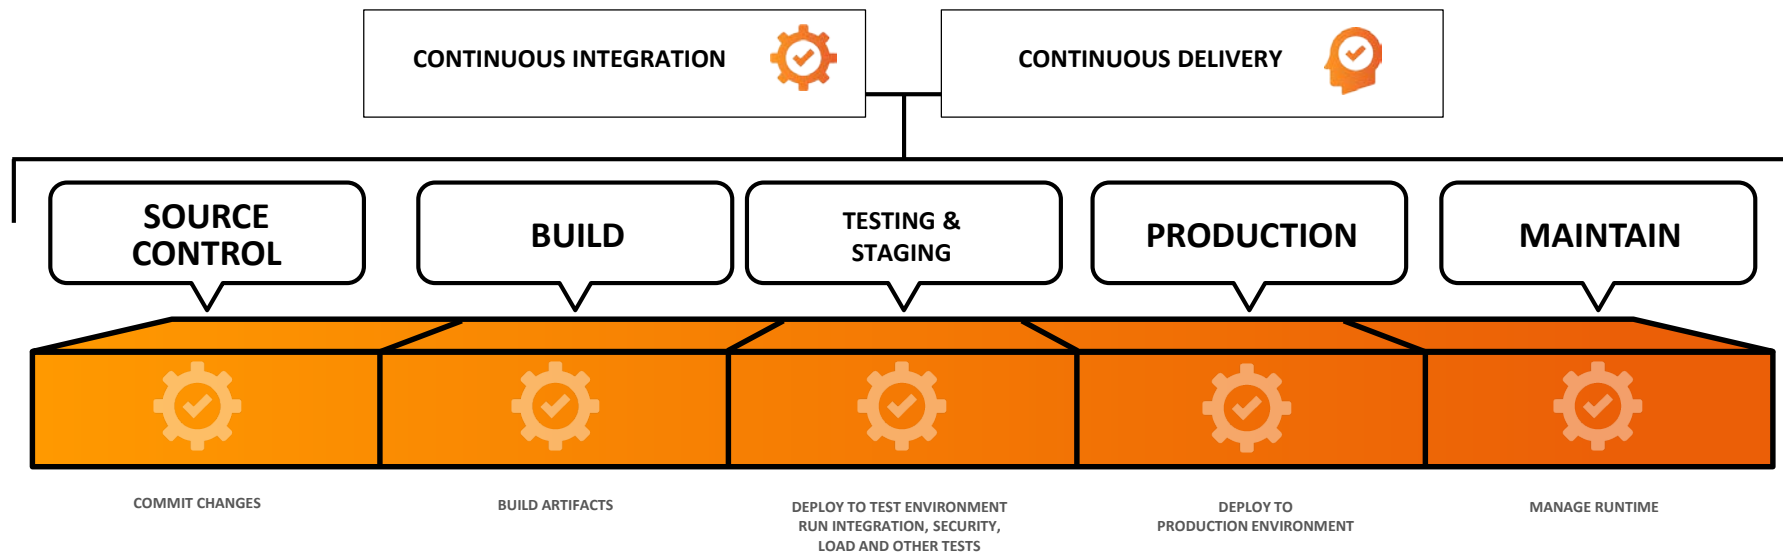 CONTINUOUS INTEGRATION
CONTINUOUS DELIVERY
SOURCE
CONTROL
BUILD
TESTING &
STAGING
PRODUCTION
MAINTAIN
COMMIT CHANGES
BUILD ARTIFACTS
DEPLOY TO TEST ENVIRONMENT
RUN INTEGRATION, SECURITY,
LOAD AND OTHER TESTS
DEPLOY TO
PRODUCTION ENVIRONMENT
MANAGE RUNTIME